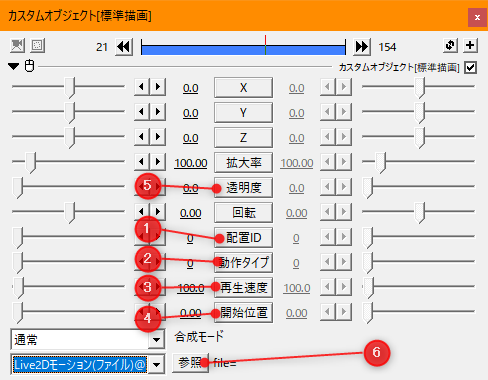 カスタムオブジェクト[標準描画]
21 154
カスタムオブジェクト[標準描画]
0.0 X 0.0
0.0 Y 0.0
0.0 Z 0.0
100.00 拡大率 100.00
5 0.0 透明度 0.0
0.00 回転 0.00
1 0 配置ID 0
2 0 動作タイプ 0
3 100.0 再生速度 100.0
4 0.00 開始位置 0.00
通常 合成モード
Live2Dモーション(ファイル)@ 参照 file= 6